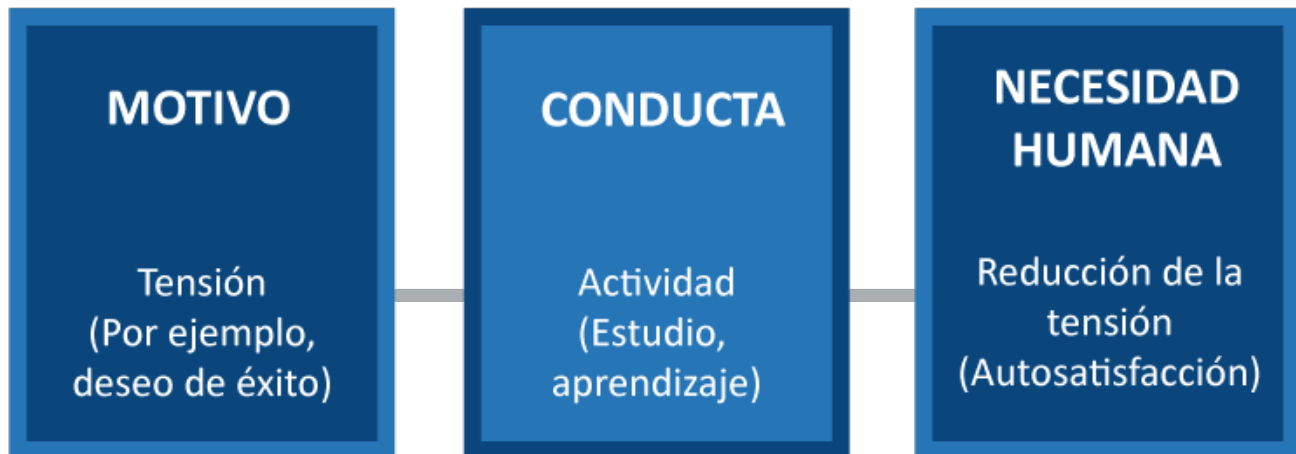 MOTIVO
Tensión
(Por ejemplo,
deseo de éxito)
CONDUCTA
Actividad
(Estudio,
aprendizaje)
NECESIDAD
HUMANA
Reducción de la
tensión
(Autosatisfacción)